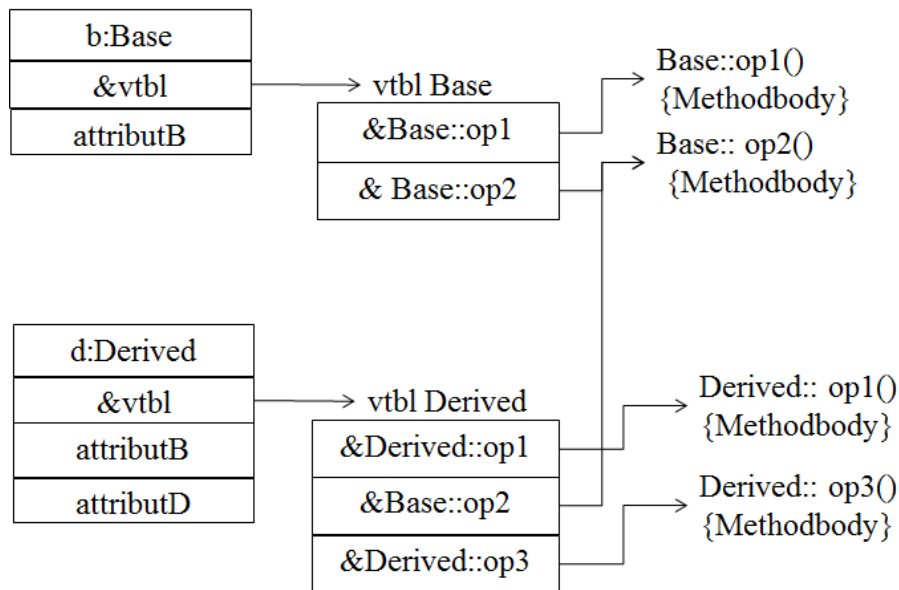 b:Base
&vtbl
attributB
vtbl Base
&Base::op1
& Base::op2
Base::op1()
{Methodbody}
Base:: op2()
{Methodbody}
d:Derived
&vtbl
attributB
attributD
vtbl Derived
&Derived::op1
&Base::op2
&Derived::op3
Derived:: op1()
{Methodbody}
Derived:: op3()
{Methodbody}